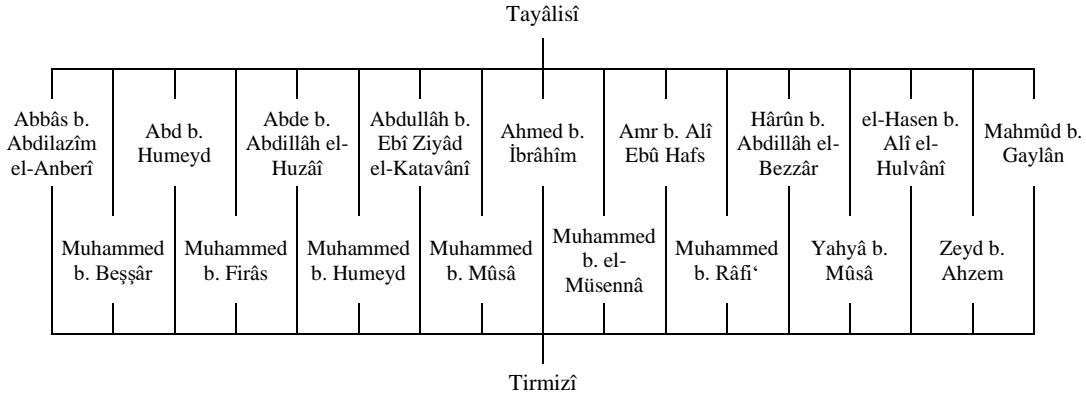 Tayâlisî
Abbâs b.
Abdilazîm
el-Anberî
Abd b.
Humeyd
Abde b.
Abdillâh el-
Huzâî
Abdullâh b.
Ebî Ziyâd
el-Katavânî
Ahmed b.
İbrâhîm
Amr b. Alî
Ebû Hafs
Hârûn b.
Abdillâh el-
Bezzâr
el-Hasen b.
Alî el-
Hulvânî
Mahmûd b.
Gaylân
Muhammed
b. Beşşâr
Muhammed
b. Firâs
Muhammed
b. Humeyd
Muhammed
b. Mûsâ
Muhammed
b. el-
Müsennâ
Muhammed
b. Râfi‘
Yahyâ b.
Mûsâ
Zeyd b.
Ahzem
Tirmizî